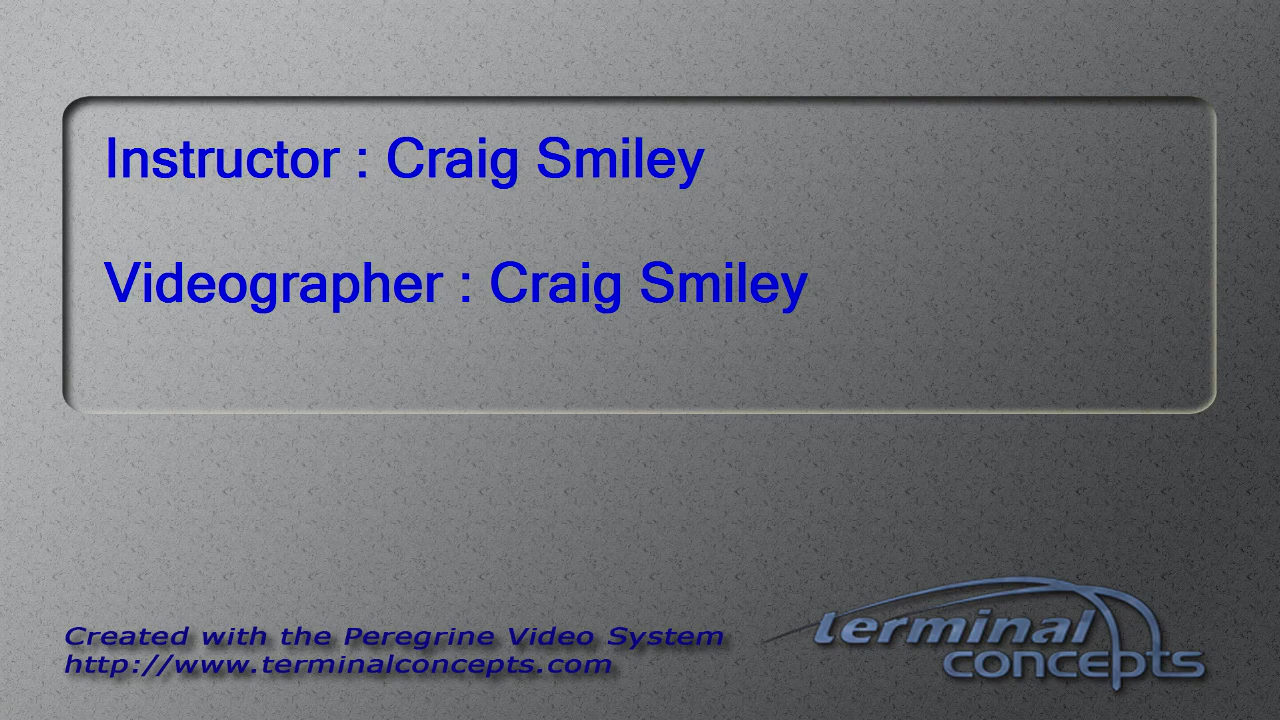 Instructor : Craig Smiley
Videographer : Craig Smiley
Created with the Peregrine Video System
http://www.terminalconcepts.com
terminal
concepts